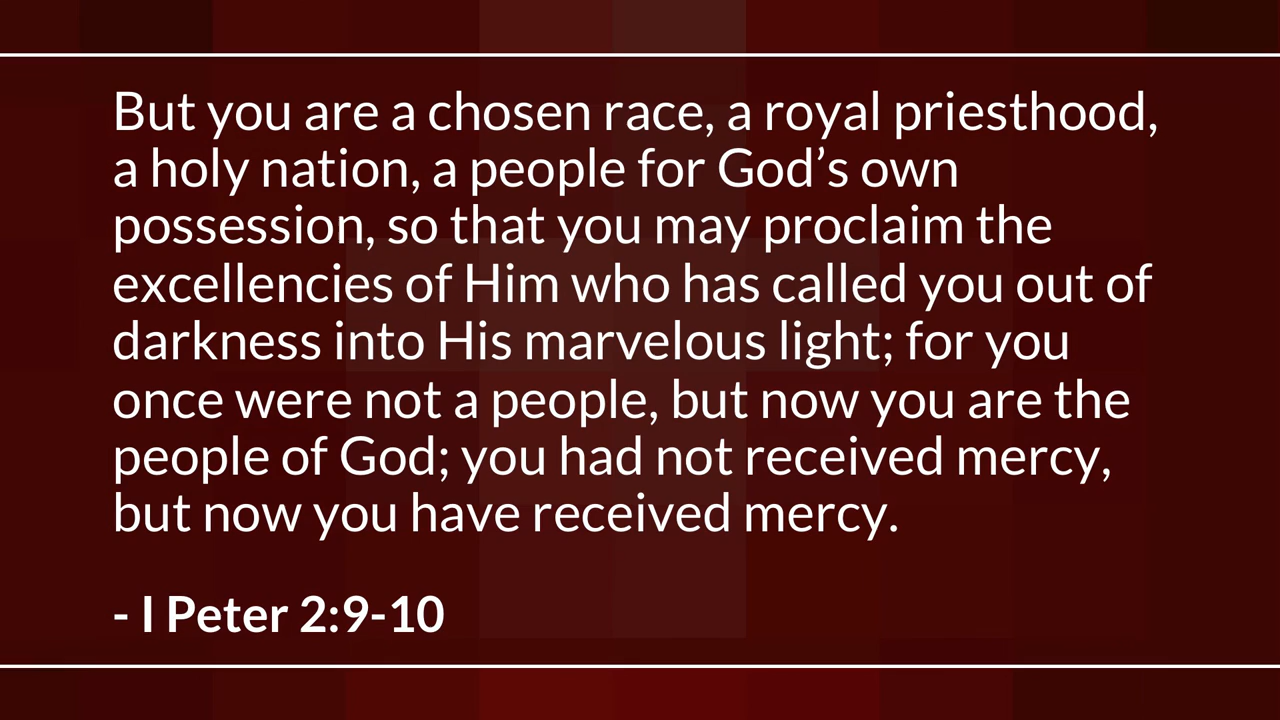 But you are a chosen race, a royal priesthood,
a holy nation, a people for God’s own
possession, so that you may proclaim the
excellencies of Him who has called you out of
darkness into His marvelous light; for you
once were not a people, but now you are the
people of God; you had not received mercy,
but now you have received mercy.
- I Peter 2:9-10